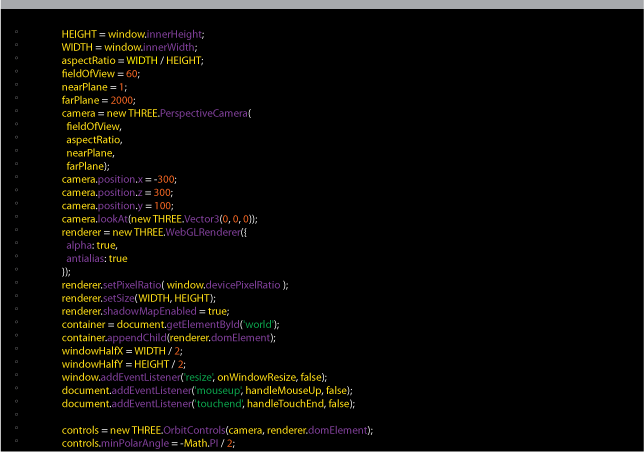 HEIGHT = window.innerHeight;
WIDTH = window.innerWidth;
aspectRatio = WIDTH / HEIGHT;
fieldOfView = 60;
nearPlane = 1;
farPlane = 2000;
camera = new THREE.PerspectiveCamera(
fieldOfView,
aspectRatio,
nearPlane,
farPlane);
camera.position.x = -300;
camera.position.z = 300;
camera.position.y = 100;
camera.lookAt(new THREE.Vector3(0, 0, 0));
renderer = new THREE.WebGLRenderer({
alpha: true,
antialias: true
});
renderer.setPixelRatio( window.devicePixelRatio );
renderer.setSize(WIDTH, HEIGHT);
renderer.shadowMapEnabled = true;
container = document.getElementById('world');
container.appendChild(renderer.domElement);
windowHalfX = WIDTH / 2;
windowHalfY = HEIGHT / 2;
window.addEventListener('resize', onWindowResize, false);
document.addEventListener('mouseup', handleMouseUp, false);
document.addEventListener('touchend', handleTouchEnd, false);
controls = new THREE.OrbitControls(camera, renderer.domElement);
controls.minPolarAngle = -Math.PI / 2;